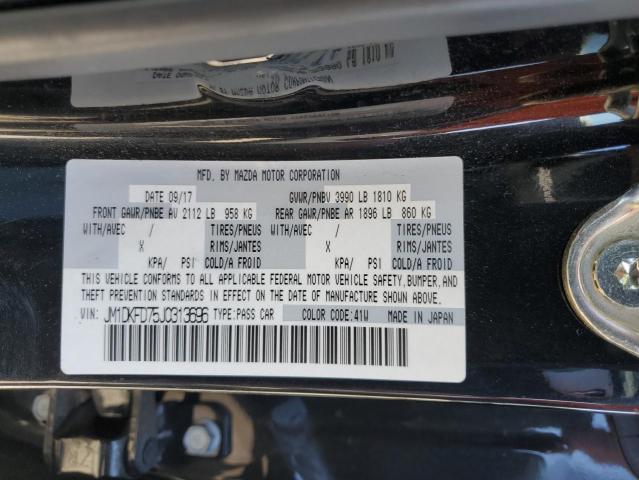 MFD. BY MAZDA MOTOR CORPORATION
DATE 09/17 GVWR/PNBV 3990 LB 1810 KG
FRONT GAWR/PNBE AV 2112 LB 958 KG REAR GAWR/PNBE AR 1896 LB 860 KG
WITH/AVEC / TIRES/PNEUS WITH/AVEC / TIRES/PNEUS
X RIMS/JANTES X RIMS/JANTES
KPA/ PSI COLD/A FROID KPA/ PSI COLD/A FROID
THIS VEHICLE CONFORMS TO ALL APPLICABLE FEDERAL MOTOR VEHICLE SAFETY, BUMPER, AND
THEFT PREVENTION STANDARDS IN EFFECT ON THE DATE OF MANUFACTURE SHOWN ABOVE.
VIN: JM1DKFD75J0313696 TYPE:PASS CAR COLOR CODE:41W MADE IN JAPAN